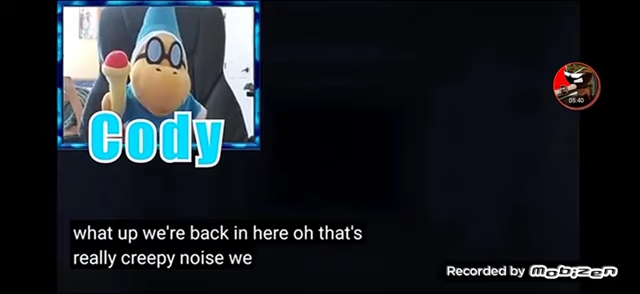 Cody
05:40
what up we're back in here oh that's
really creepy noise we
Recorded by Mobizen